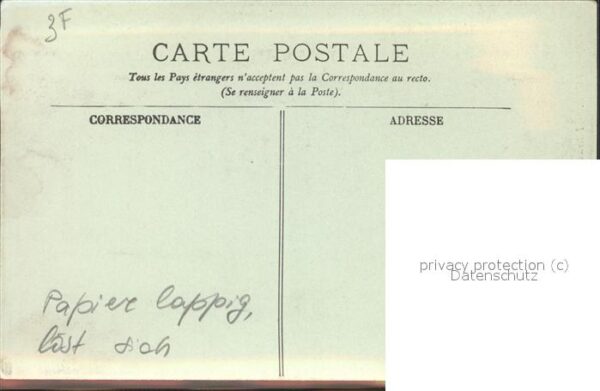 3F
CARTE POSTALE
Tous les Pays étrangers n'acceptent pas la Correspondance au recto.
(Se renseigner à la Poste).
CORRESPONDANCE
ADRESSE
privacy protection (c)
Datenschutz
Papier lappig,
löst sich